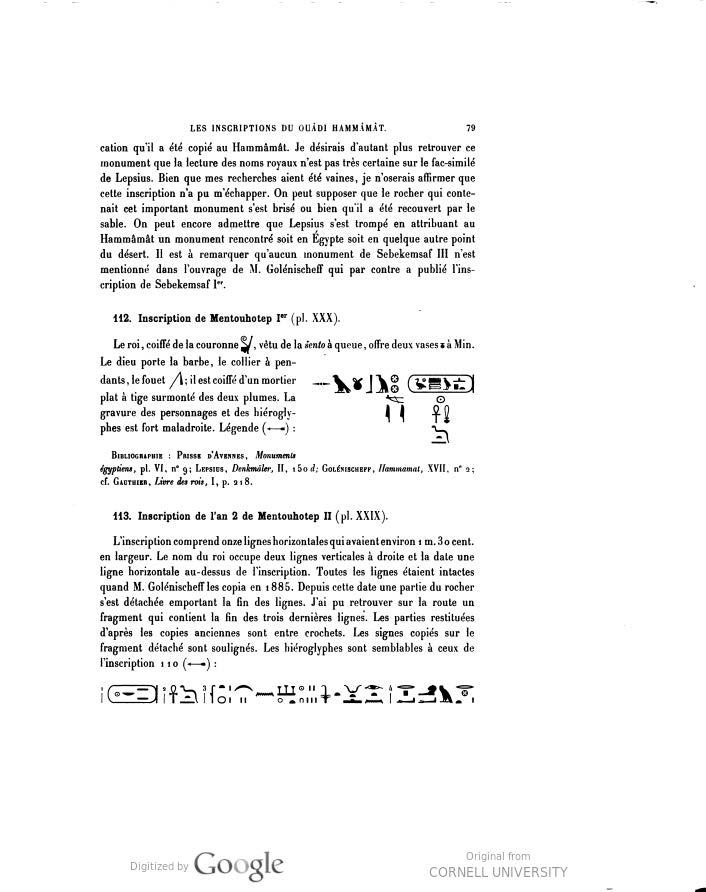 LES INSCRIPTIONS DU OUÂDI HAMMÂMÂT. 79
cation qu'il a été copié au Hammâmât. Je désirais d'autant plus retrouver ce
monument que la lecture des noms royaux n'est pas très certaine sur le fac-similé
de Lepsius. Bien que mes recherches aient été vaines, je n'oserais affirmer que
cette inscription n'a pu m'échapper. On peut supposer que le rocher qui conte-
nait cet important monument s'est brisé ou bien qu'il a été recouvert par le
sable. On peut encore admettre que Lepsius s'est trompé en attribuant au
Hammâmât un monument rencontré soit en Égypte soit en quelque autre point
du désert. Il est à remarquer qu'aucun monument de Sebekemsaf III n'est
mentionné dans l'ouvrage de M. Golénischeff qui par contre a publié l'ins-
cription de Sebekemsaf Iᵉʳ.
112. Inscription de Mentouhotep Iᵉʳ (pl. XXX).
Le roi, coiffé de la couronne , vêtu de la šento à queue, offre deux vases à Min.
Le dieu porte la barbe, le collier à pen-
dants, le fouet ; il est coiffé d'un mortier
plat à tige surmonté des deux plumes. La
gravure des personnages et des hiérogly-
phes est fort maladroite. Légende (←) :
BIBLIOGRAPHIE : PRISSE D'AVENNES, Monuments
égyptiens, pl. VI, n° 9; LEPSIUS, Denkmäler, II, 150 d; GOLÉNISCHEFF, Hammamat, XVII, n° 2;
cf. GAUTHIER, Livre des rois, I, p. 218.
113. Inscription de l'an 2 de Mentouhotep II (pl. XXIX).
L'inscription comprend onze lignes horizontales qui avaient environ 1 m. 30 cent.
en largeur. Le nom du roi occupe deux lignes verticales à droite et la date une
ligne horizontale au-dessus de l'inscription. Toutes les lignes étaient intactes
quand M. Golénischeff les copia en 1885. Depuis cette date une partie du rocher
s'est détachée emportant la fin des lignes. J'ai pu retrouver sur la route un
fragment qui contient la fin des trois dernières lignes. Les parties restituées
d'après les copies anciennes sont entre crochets. Les signes copiés sur le
fragment détaché sont soulignés. Les hiéroglyphes sont semblables à ceux de
l'inscription 110 (←) :
Digitized by Google
Original from
CORNELL UNIVERSITY